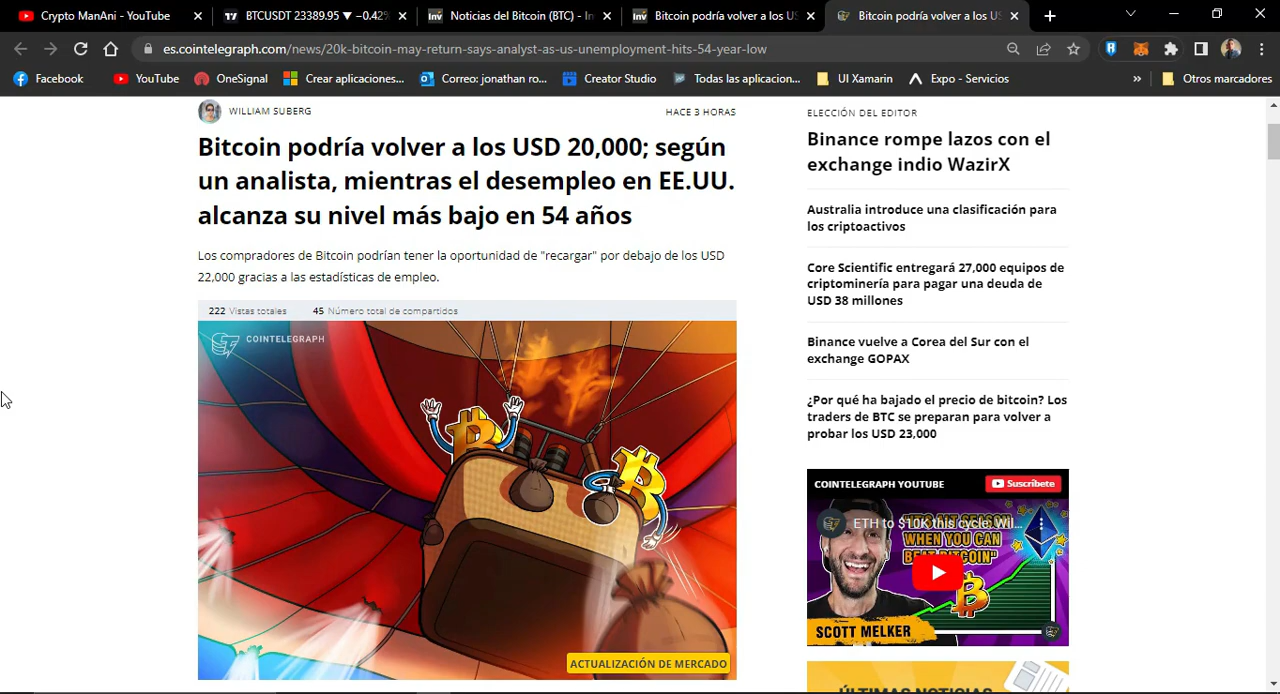 Crypto ManAni - YouTube
BTCUSDT 23389.95 ▼ −0.42%
Noticias del Bitcoin (BTC) - In
Bitcoin podría volver a los US
Bitcoin podría volver a los US
es.cointelegraph.com/news/20k-bitcoin-may-return-says-analyst-as-us-unemployment-hits-54-year-low
Facebook
YouTube
OneSignal
Crear aplicaciones...
Correo: jonathan ro...
Creator Studio
Todas las aplicacion...
UI Xamarin
Expo - Servicios
»
Otros marcadores
WILLIAM SUBERG
HACE 3 HORAS
Bitcoin podría volver a los USD 20,000; según
un analista, mientras el desempleo en EE.UU.
alcanza su nivel más bajo en 54 años
Los compradores de Bitcoin podrían tener la oportunidad de "recargar" por debajo de los USD
22,000 gracias a las estadísticas de empleo.
222 Vistas totales
45 Número total de compartidos
COINTELEGRAPH
ACTUALIZACIÓN DE MERCADO
ELECCIÓN DEL EDITOR
Binance rompe lazos con el
exchange indio WazirX
Australia introduce una clasificación para
los criptoactivos
Core Scientific entregará 27,000 equipos de
criptominería para pagar una deuda de
USD 38 millones
Binance vuelve a Corea del Sur con el
exchange GOPAX
¿Por qué ha bajado el precio de bitcoin? Los
traders de BTC se preparan para volver a
probar los USD 23,000
COINTELEGRAPH YOUTUBE
Suscríbete
ETH to $10K this cycle, Wil...
WHEN YOU CAN
BEAT BITCOIN"
SCOTT MELKER
ÚLTIMAS NOTICIAS